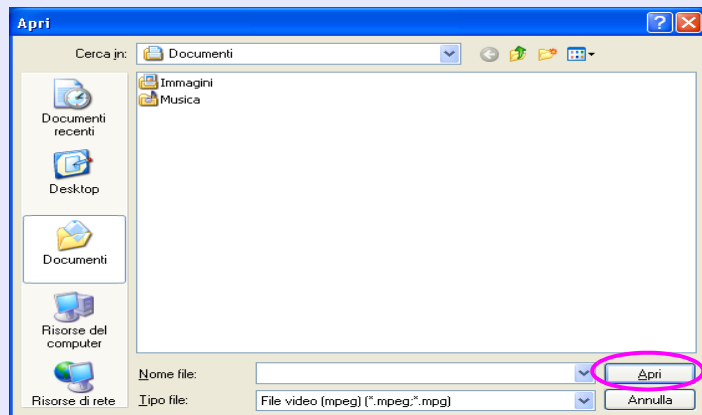 Apri
Cerca in:
Documenti
Immagini
Musica
Documenti
recenti
Desktop
Documenti
Risorse del
computer
Risorse di rete
Nome file:
Apri
Tipo file:
File video (mpeg) (*.mpeg;*.mpg)
Annulla